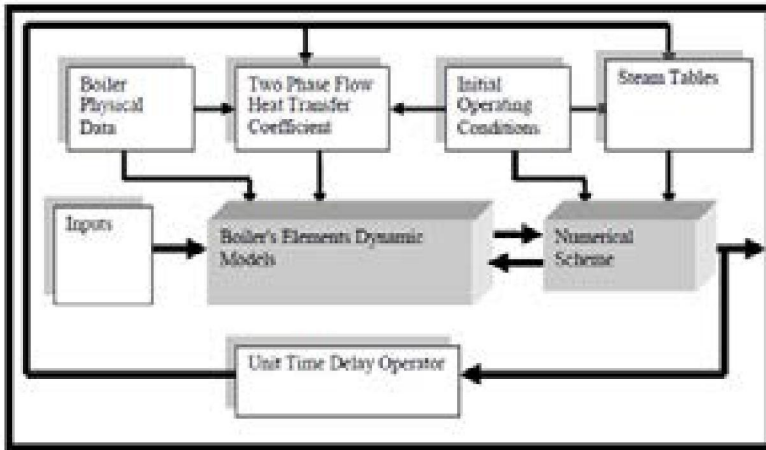 Boiler
Physical
Data
Two Phase Flow
Heat Transfer
Coefficient
Initial
Operating
Conditions
Steam Tables
Inputs
Boiler's Elements Dynamic
Models
Numerical
Scheme
Unit Time Delay Operator